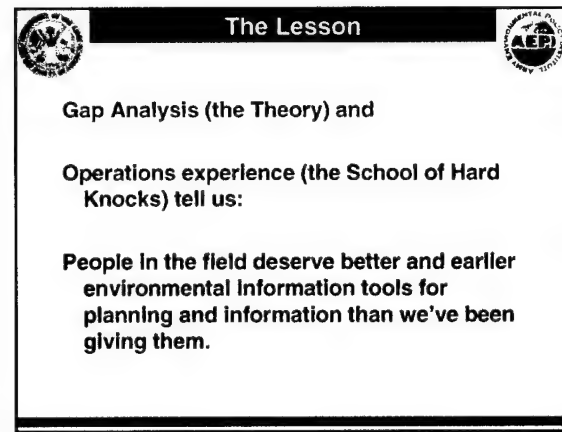 The Lesson
AEPI
Gap Analysis (the Theory) and
Operations experience (the School of Hard
Knocks) tell us:
People in the field deserve better and earlier
environmental information tools for
planning and information than we've been
giving them.